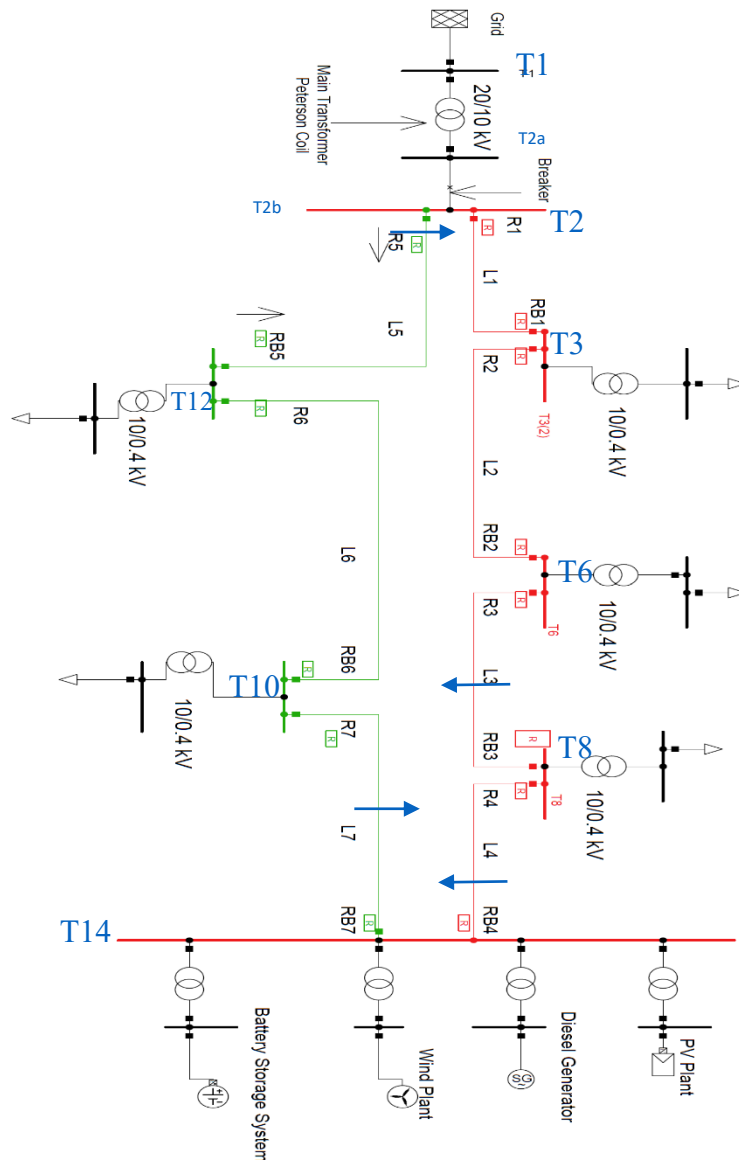 Grid
T1
T1
Main Transformer
Peterson Coil
20/10 kV
T2a
Breaker
T2b
T2
R5
R
R1
R
L1
L5
RB1
R
T3
RB5
R
R2
R
T12
R6
R
T3(2)
10/0.4 kV
10/0.4 kV
L2
L6
RB2
R
T6
R3
R
T6
10/0.4 kV
RB6
R
T10
L3
R7
R
10/0.4 kV
RB3
R
T8
R4
R
T8
10/0.4 kV
L7
L4
RB7
R
RB4
R
T14
Battery Storage System
Wind Plant
Diesel Generator
PV Plant
SG